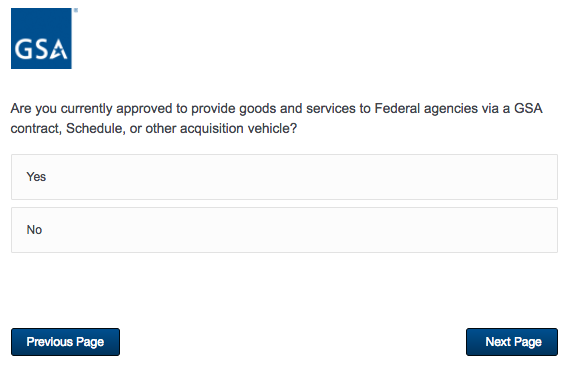 GSA
Are you currently approved to provide goods and services to Federal agencies via a GSA
contract, Schedule, or other acquisition vehicle?
Yes
No
Previous Page
Next Page